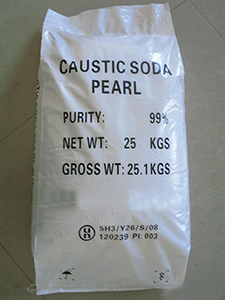 CAUSTIC SODA
PEARL
PURITY: 99%
NET WT: 25 KGS
GROSS WT: 25.1KGS
UN
5H3/Y26/S/08
120239 PI: 003